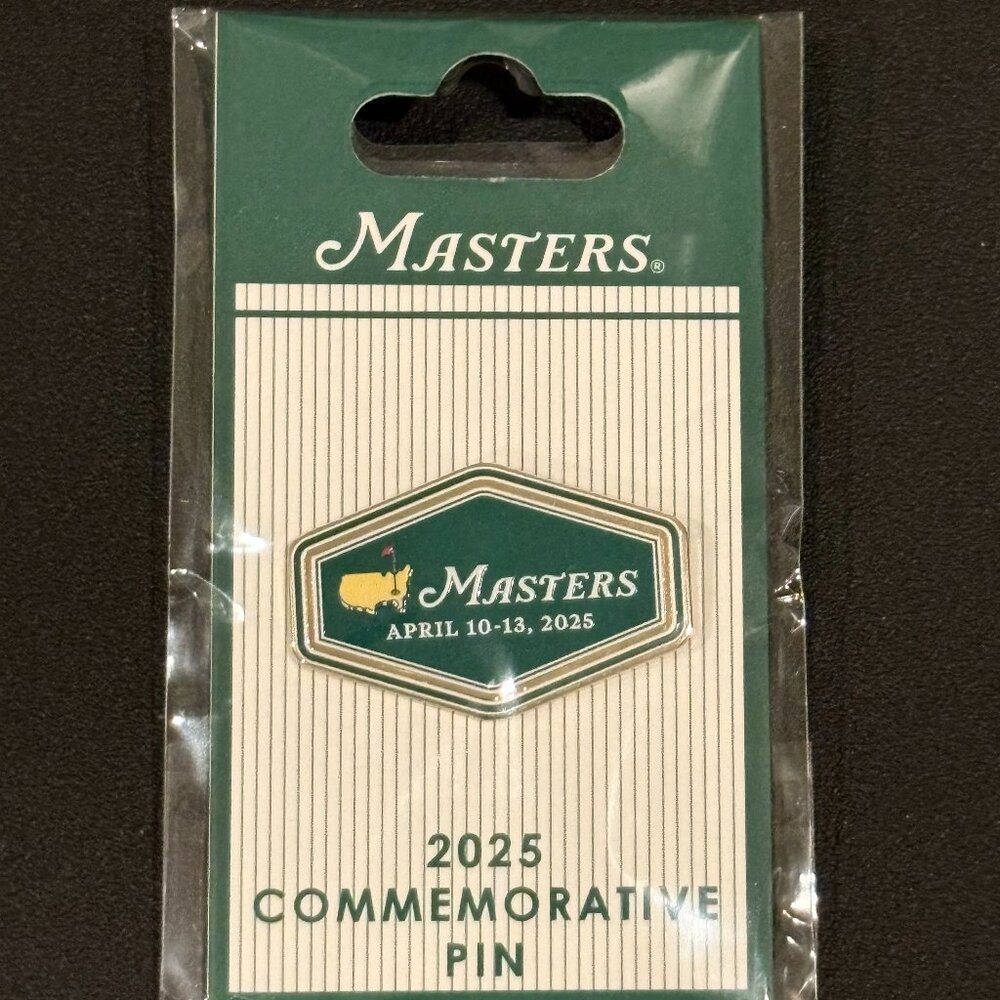 MASTERS®
MASTERS
APRIL 10-13, 2025
2025
COMMEMORATIVE
PIN